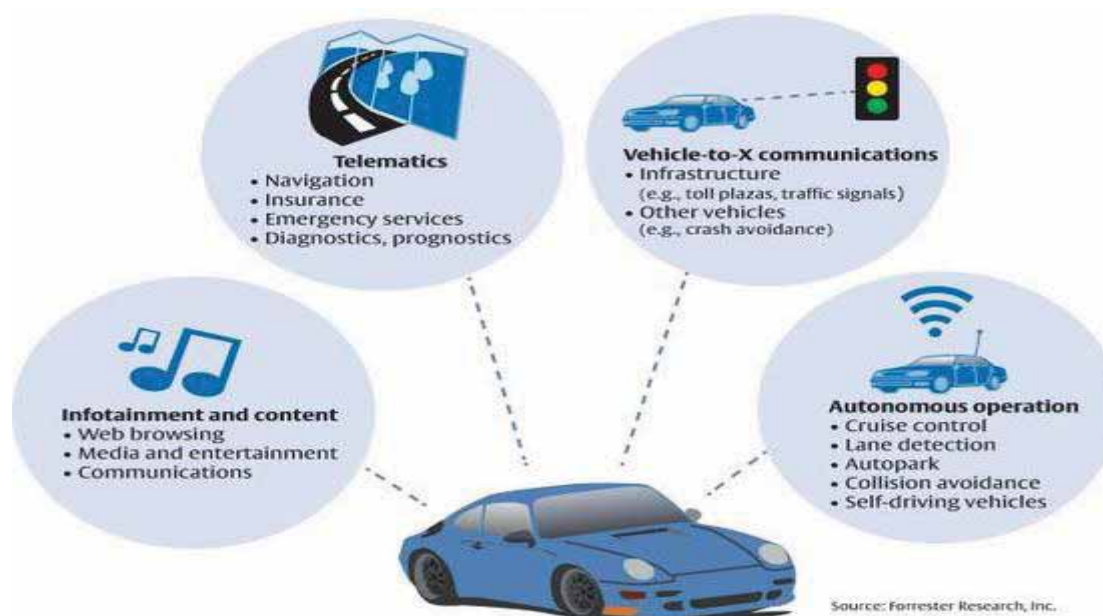 Telematics
• Navigation
• Insurance
• Emergency services
• Diagnostics, prognostics
Vehicle-to-X communications
• Infrastructure
(e.g., toll plazas, traffic signals)
• Other vehicles
(e.g., crash avoidance)
Infotainment and content
• Web browsing
• Media and entertainment
• Communications
Autonomous operation
• Cruise control
• Lane detection
• Autopark
• Collision avoidance
• Self-driving vehicles
Source: Forrester Research, Inc.